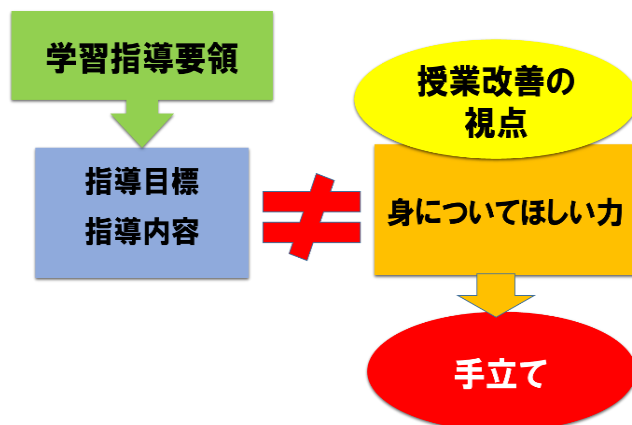 学習指導要領
指導目標
指導内容
≠
授業改善の
視点
身についてほしい力
手立て